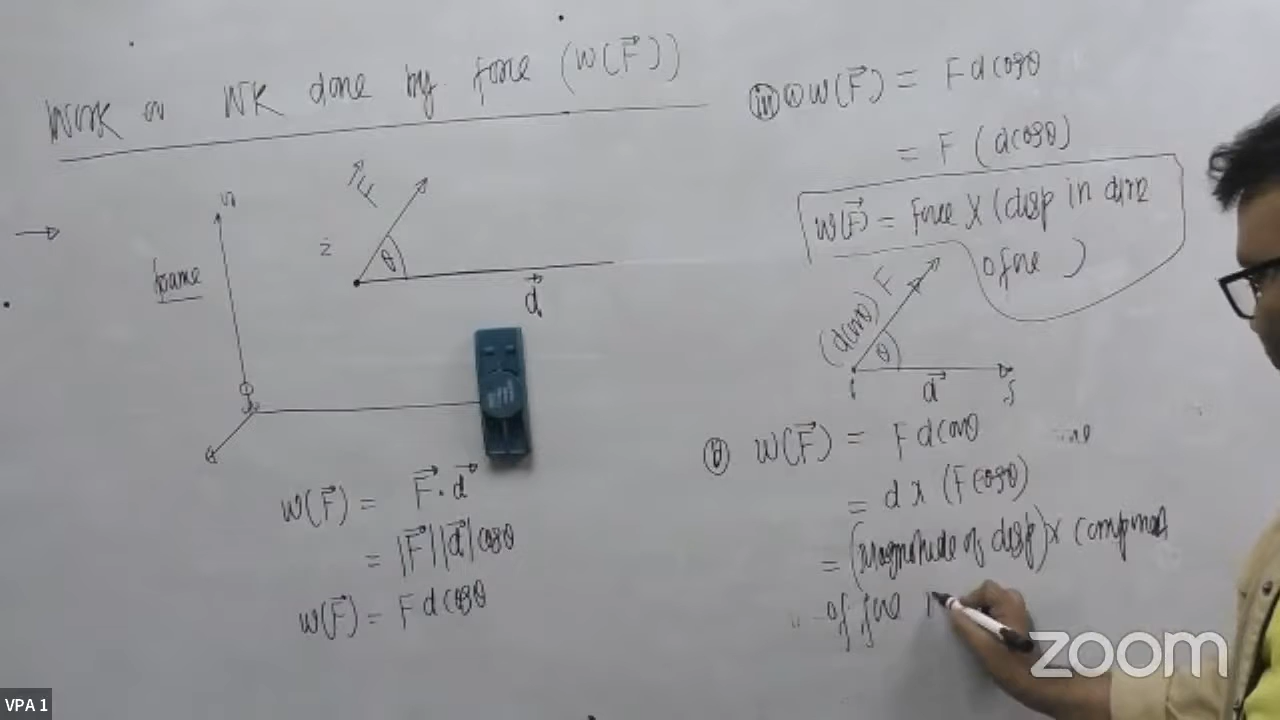 Work or WK done by force (W(F⃗))
F⃗
θ
d⃗
frame
W(F⃗) = F⃗ · d⃗
= |F⃗| |d⃗| cosθ
W(F⃗) = F d cosθ
W(F⃗) = F d cosθ
= F (d cosθ)
W(F⃗) = Force X (disp in dirn
of force )
(d cosθ) F
θ
d⃗
W(F⃗) = F d cosθ
= d x (F cosθ)
= (Magnitude of disp) x (component
of force
zoom
VPA 1